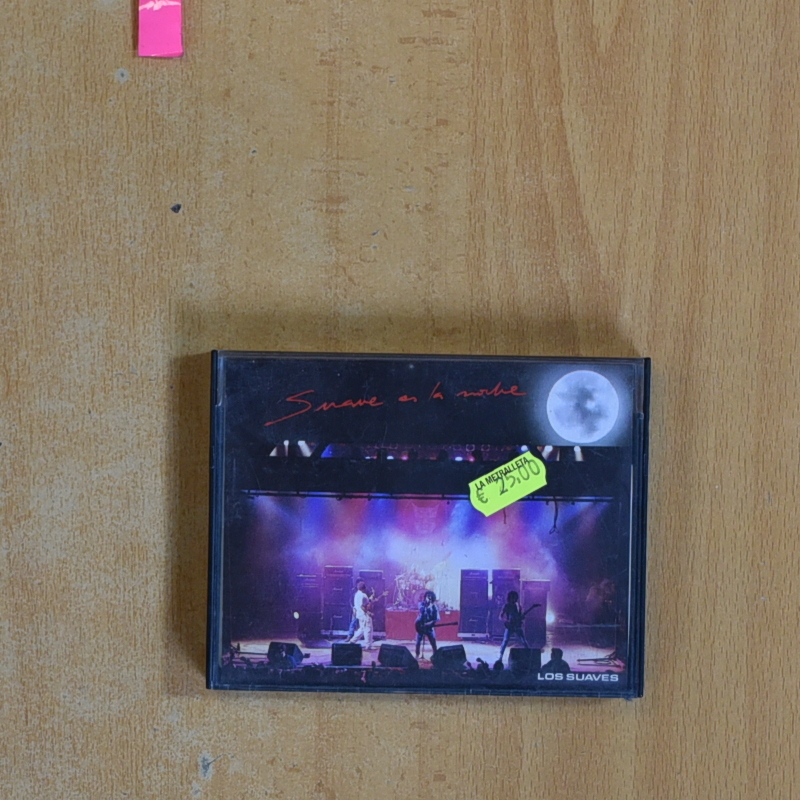 Suave es la noche
LA METRALLETA
€ 25,00
LOS SUAVES